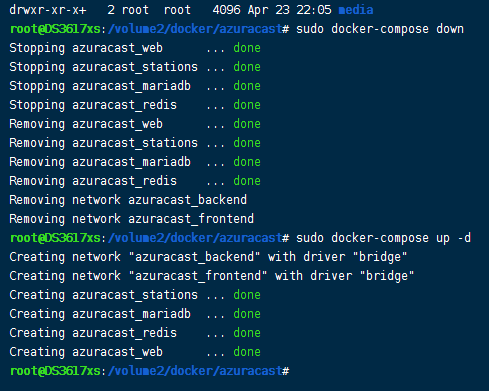 drwxr-xr-x+   2 root  root   4096 Apr 23 22:05 media
root@DS3617xs:/volume2/docker/azuracast# sudo docker-compose down
Stopping azuracast_web      ... done
Stopping azuracast_stations ... done
Stopping azuracast_mariadb  ... done
Stopping azuracast_redis    ... done
Removing azuracast_web      ... done
Removing azuracast_stations ... done
Removing azuracast_mariadb  ... done
Removing azuracast_redis    ... done
Removing network azuracast_backend
Removing network azuracast_frontend
root@DS3617xs:/volume2/docker/azuracast# sudo docker-compose up -d
Creating network "azuracast_backend" with driver "bridge"
Creating network "azuracast_frontend" with driver "bridge"
Creating azuracast_stations ... done
Creating azuracast_mariadb  ... done
Creating azuracast_redis    ... done
Creating azuracast_web      ... done
root@DS3617xs:/volume2/docker/azuracast#